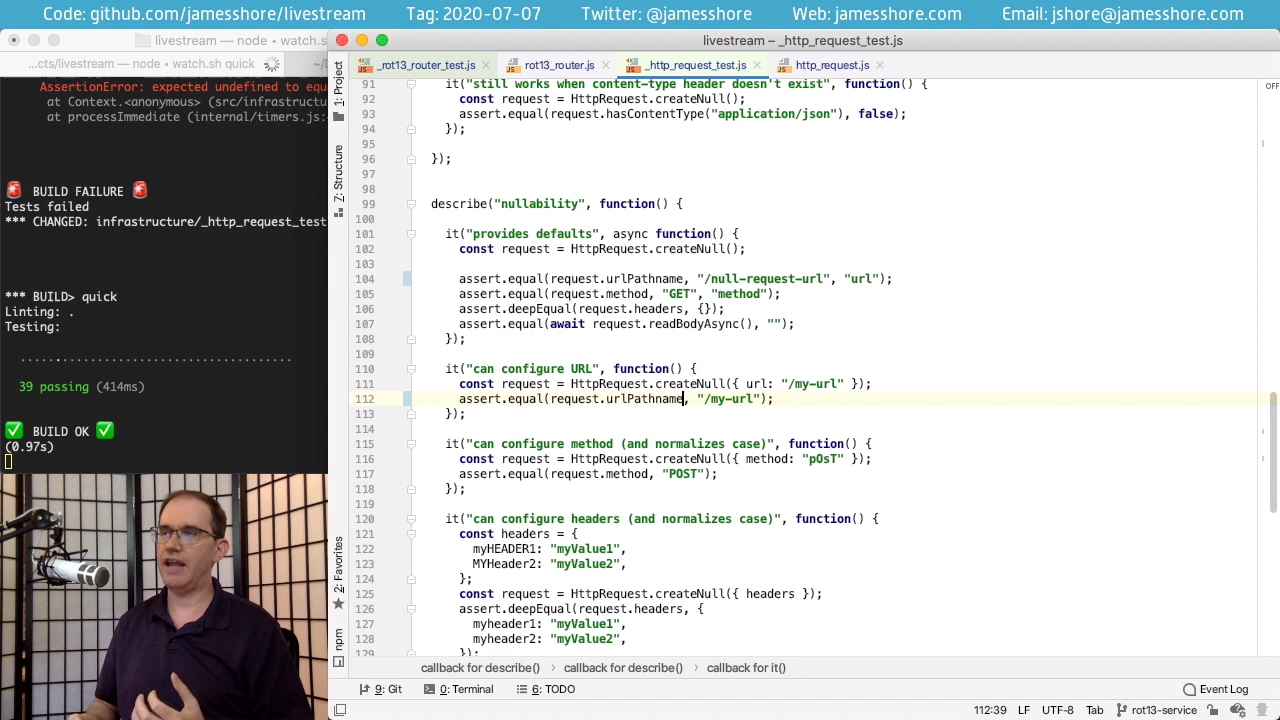 Code: github.com/jamesshore/livestream Tag: 2020-07-07 Twitter: @jamesshore Web: jamesshore.com Email: jshore@jamesshore.com
livestream — node ◂ watch.s
livestream – _http_request_test.js
...cts/livestream — node ◂ watch.sh quick
_rot13_router_test.js
rot13_router.js
_http_request_test.js
http_request.js
AssertionError: expected undefined to equ
at Context.<anonymous> (src/infrastructu
at processImmediate (internal/timers.js:
🚨 BUILD FAILURE 🚨
Tests failed
*** CHANGED: infrastructure/_http_request_test
*** BUILD> quick
Linting: .
Testing:
.......................................
39 passing (414ms)
✅ BUILD OK ✅
(0.97s)
1: Project
7: Structure
2: Favorites
npm
OFF
91 it("still works when content-type header doesn't exist", function() {
92 const request = HttpRequest.createNull();
93 assert.equal(request.hasContentType("application/json"), false);
94 });
95
96 });
97
98
99 describe("nullability", function() {
100
101 it("provides defaults", async function() {
102 const request = HttpRequest.createNull();
103
104 assert.equal(request.urlPathname, "/null-request-url", "url");
105 assert.equal(request.method, "GET", "method");
106 assert.deepEqual(request.headers, {});
107 assert.equal(await request.readBodyAsync(), "");
108 });
109
110 it("can configure URL", function() {
111 const request = HttpRequest.createNull({ url: "/my-url" });
112 assert.equal(request.urlPathname, "/my-url");
113 });
114
115 it("can configure method (and normalizes case)", function() {
116 const request = HttpRequest.createNull({ method: "pOsT" });
117 assert.equal(request.method, "POST");
118 });
119
120 it("can configure headers (and normalizes case)", function() {
121 const headers = {
122 myHEADER1: "myValue1",
123 MYHeader2: "myValue2",
124 };
125 const request = HttpRequest.createNull({ headers });
126 assert.deepEqual(request.headers, {
127 myheader1: "myValue1",
128 myheader2: "myValue2",
129 });
callback for describe() › callback for describe() › callback for it()
9: Git 0: Terminal 6: TODO Event Log
112:39 LF UTF-8 Tab rot13-service